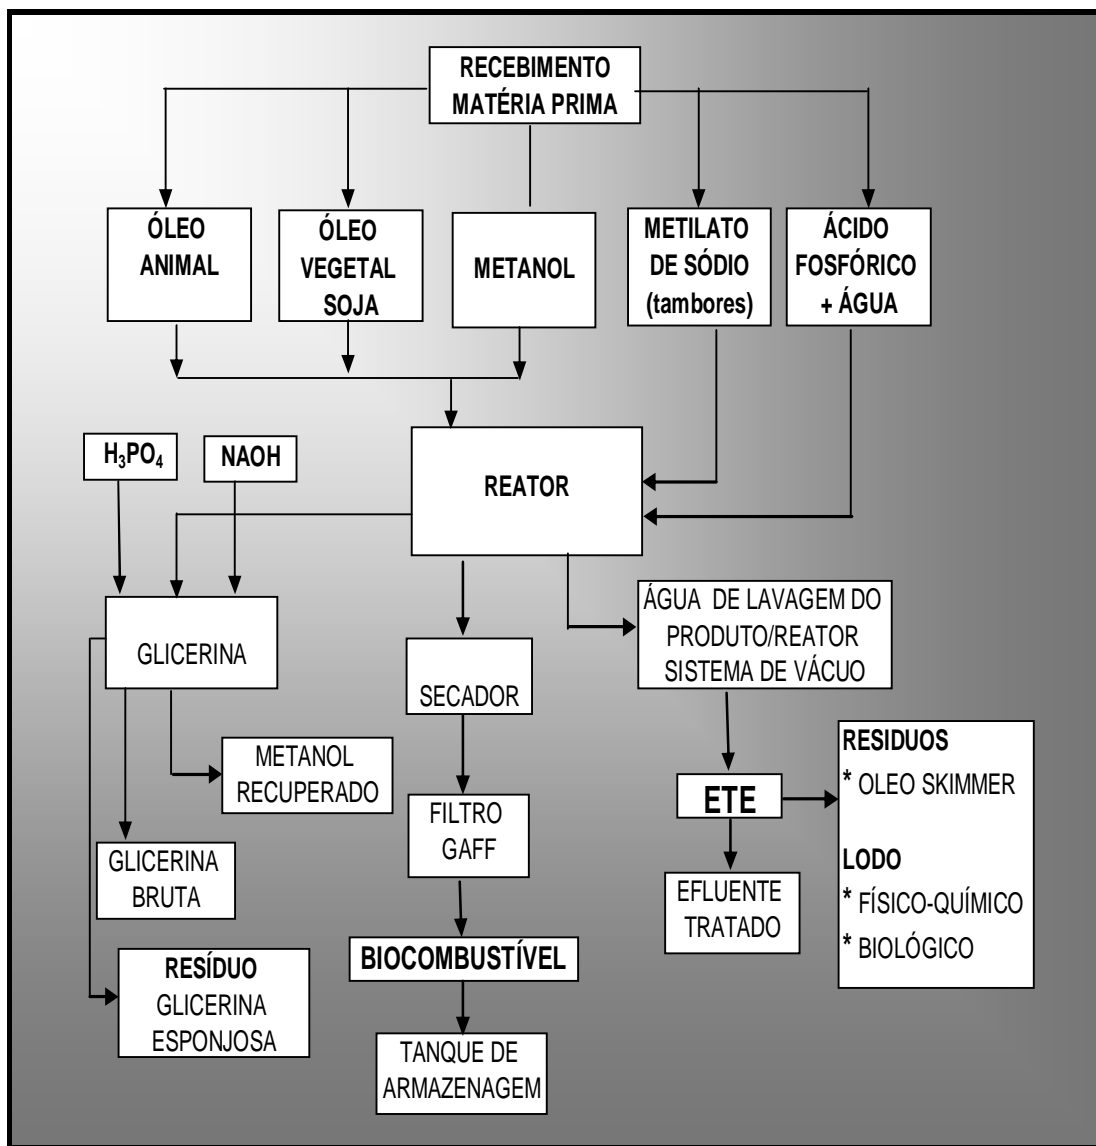 RECEBIMENTO
MATÉRIA PRIMA
ÓLEO
ANIMAL
ÓLEO
VEGETAL
SOJA
METANOL
METILATO
DE SÓDIO
(tambores)
ÁCIDO
FOSFÓRICO
+ ÁGUA
H₃PO₄
NAOH
REATOR
GLICERINA
SECADOR
ÁGUA DE LAVAGEM DO
PRODUTO/REATOR
SISTEMA DE VÁCUO
METANOL
RECUPERADO
FILTRO
GAFF
ETE
RESIDUOS
* OLEO SKIMMER
LODO
* FÍSICO-QUÍMICO
* BIOLÓGICO
GLICERINA
BRUTA
EFLUENTE
TRATADO
BIOCOMBUSTÍVEL
RESÍDUO
GLICERINA
ESPONJOSA
TANQUE DE
ARMAZENAGEM